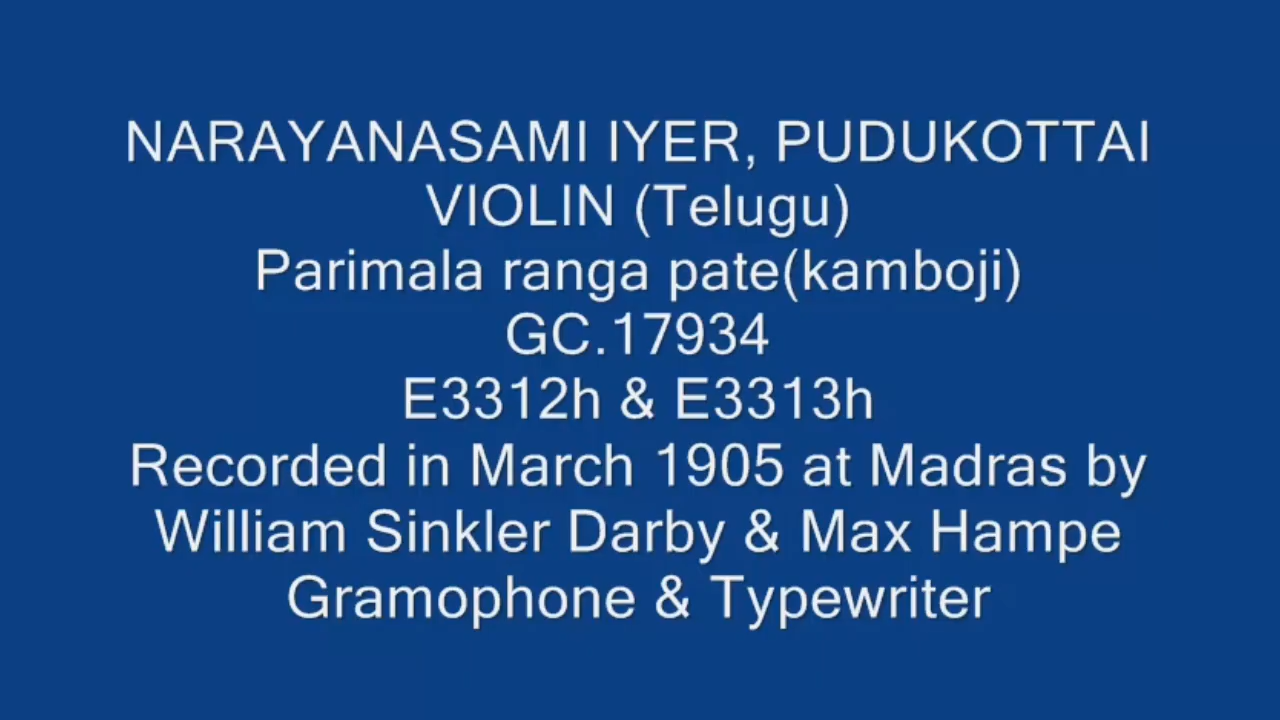 NARAYANASAMI IYER, PUDUKOTTAI
VIOLIN (Telugu)
Parimala ranga pate(kamboji)
GC.17934
E3312h & E3313h
Recorded in March 1905 at Madras by
William Sinkler Darby & Max Hampe
Gramophone & Typewriter